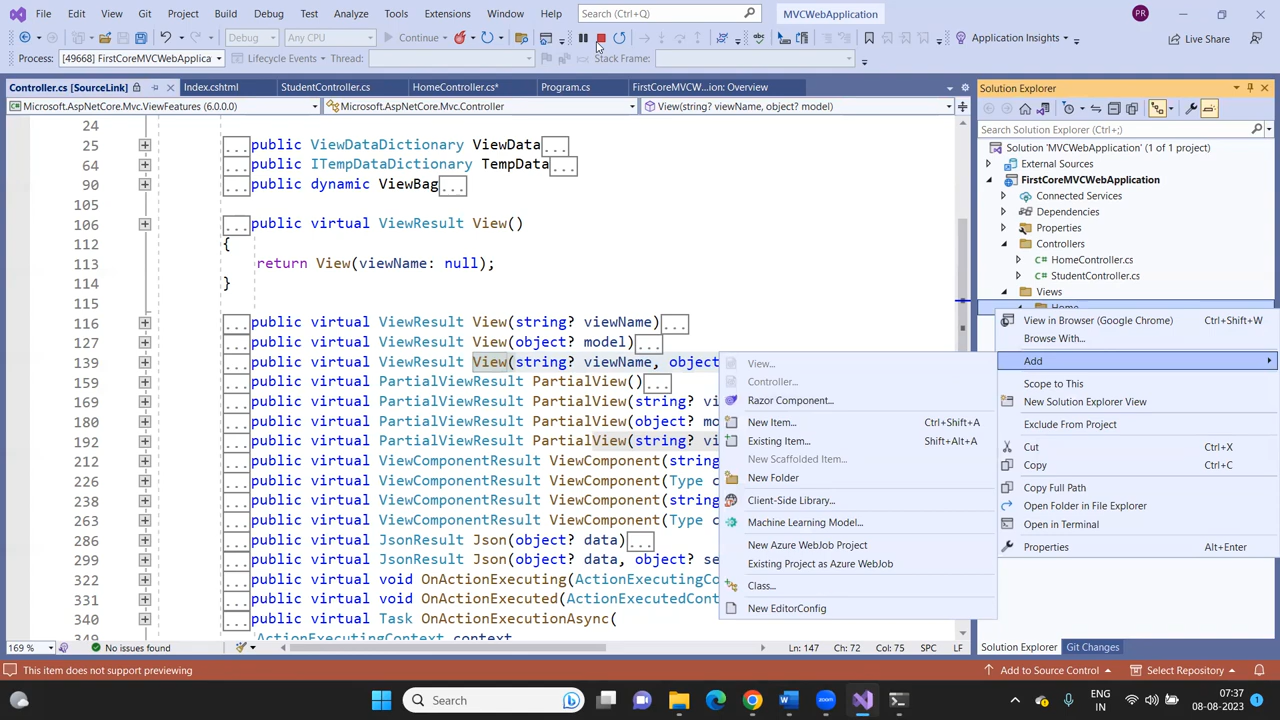 File Edit View Git Project Build Debug Test Analyze Tools Extensions Window Help Search (Ctrl+Q) MVCWebApplication PR
Debug Any CPU Continue Application Insights Live Share
Process: [49668] FirstCoreMVCWebApplica Lifecycle Events Thread: Stack Frame:
Controller.cs [SourceLink] Index.cshtml StudentController.cs HomeController.cs* Program.cs FirstCoreMVCW...ion: Overview
Microsoft.AspNetCore.Mvc.ViewFeatures (6.0.0.0) Microsoft.AspNetCore.Mvc.Controller View(string? viewName, object? model)
24
25 public ViewDataDictionary ViewData...
64 public ITempDataDictionary TempData...
90 public dynamic ViewBag...
105
106 ...public virtual ViewResult View()
112 {
113 return View(viewName: null);
114 }
115
116 ...public virtual ViewResult View(string? viewName)...
127 ...public virtual ViewResult View(object? model)...
139 ...public virtual ViewResult View(string? viewName, object
159 ...public virtual PartialViewResult PartialView()...
169 ...public virtual PartialViewResult PartialView(string? v
180 ...public virtual PartialViewResult PartialView(object? mo
192 ...public virtual PartialViewResult PartialView(string? vi
212 ...public virtual ViewComponentResult ViewComponent(string
226 ...public virtual ViewComponentResult ViewComponent(Type c
238 ...public virtual ViewComponentResult ViewComponent(string
263 ...public virtual ViewComponentResult ViewComponent(Type c
286 ...public virtual JsonResult Json(object? data)...
299 ...public virtual JsonResult Json(object? data, object? se
322 ...public virtual void OnActionExecuting(ActionExecutingCo
331 ...public virtual void OnActionExecuted(ActionExecutedCont
340 ...public virtual Task OnActionExecutionAsync(
349 ActionExecutingContext context
View...
Controller...
Razor Component...
New Item... Ctrl+Shift+A
Existing Item... Shift+Alt+A
New Scaffolded Item...
New Folder
Client-Side Library...
Machine Learning Model...
New Azure WebJob Project
Existing Project as Azure WebJob
Class...
New EditorConfig
Solution Explorer
Search Solution Explorer (Ctrl+;)
Solution 'MVCWebApplication' (1 of 1 project)
External Sources
FirstCoreMVCWebApplication
Connected Services
Dependencies
Properties
Controllers
HomeController.cs
StudentController.cs
Views
Home
View in Browser (Google Chrome) Ctrl+Shift+W
Browse With...
Add
Scope to This
New Solution Explorer View
Exclude From Project
Cut Ctrl+X
Copy Ctrl+C
Copy Full Path
Open Folder in File Explorer
Open in Terminal
Properties Alt+Enter
169 % No issues found Ln: 147 Ch: 72 Col: 75 SPC LF
Solution Explorer Git Changes
This item does not support previewing Add to Source Control Select Repository
Search ENG IN 07:37 08-08-2023